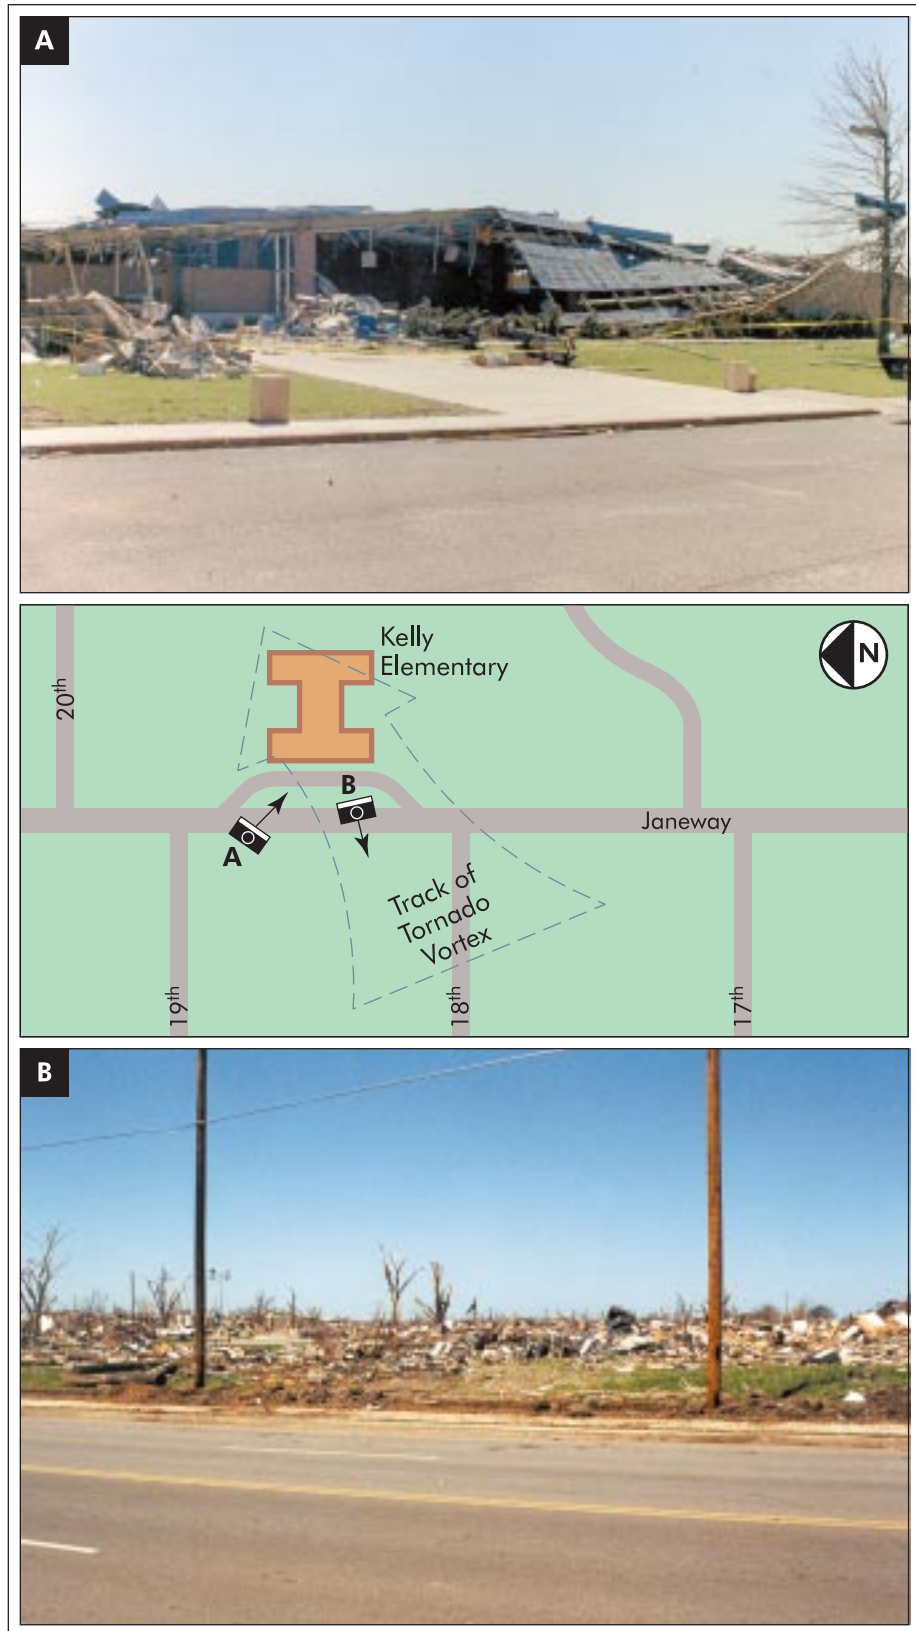 A
Kelly
Elementary
N
20th
B
Janeway
A
Track of
Tornado
Vortex
19th
18th
17th
B